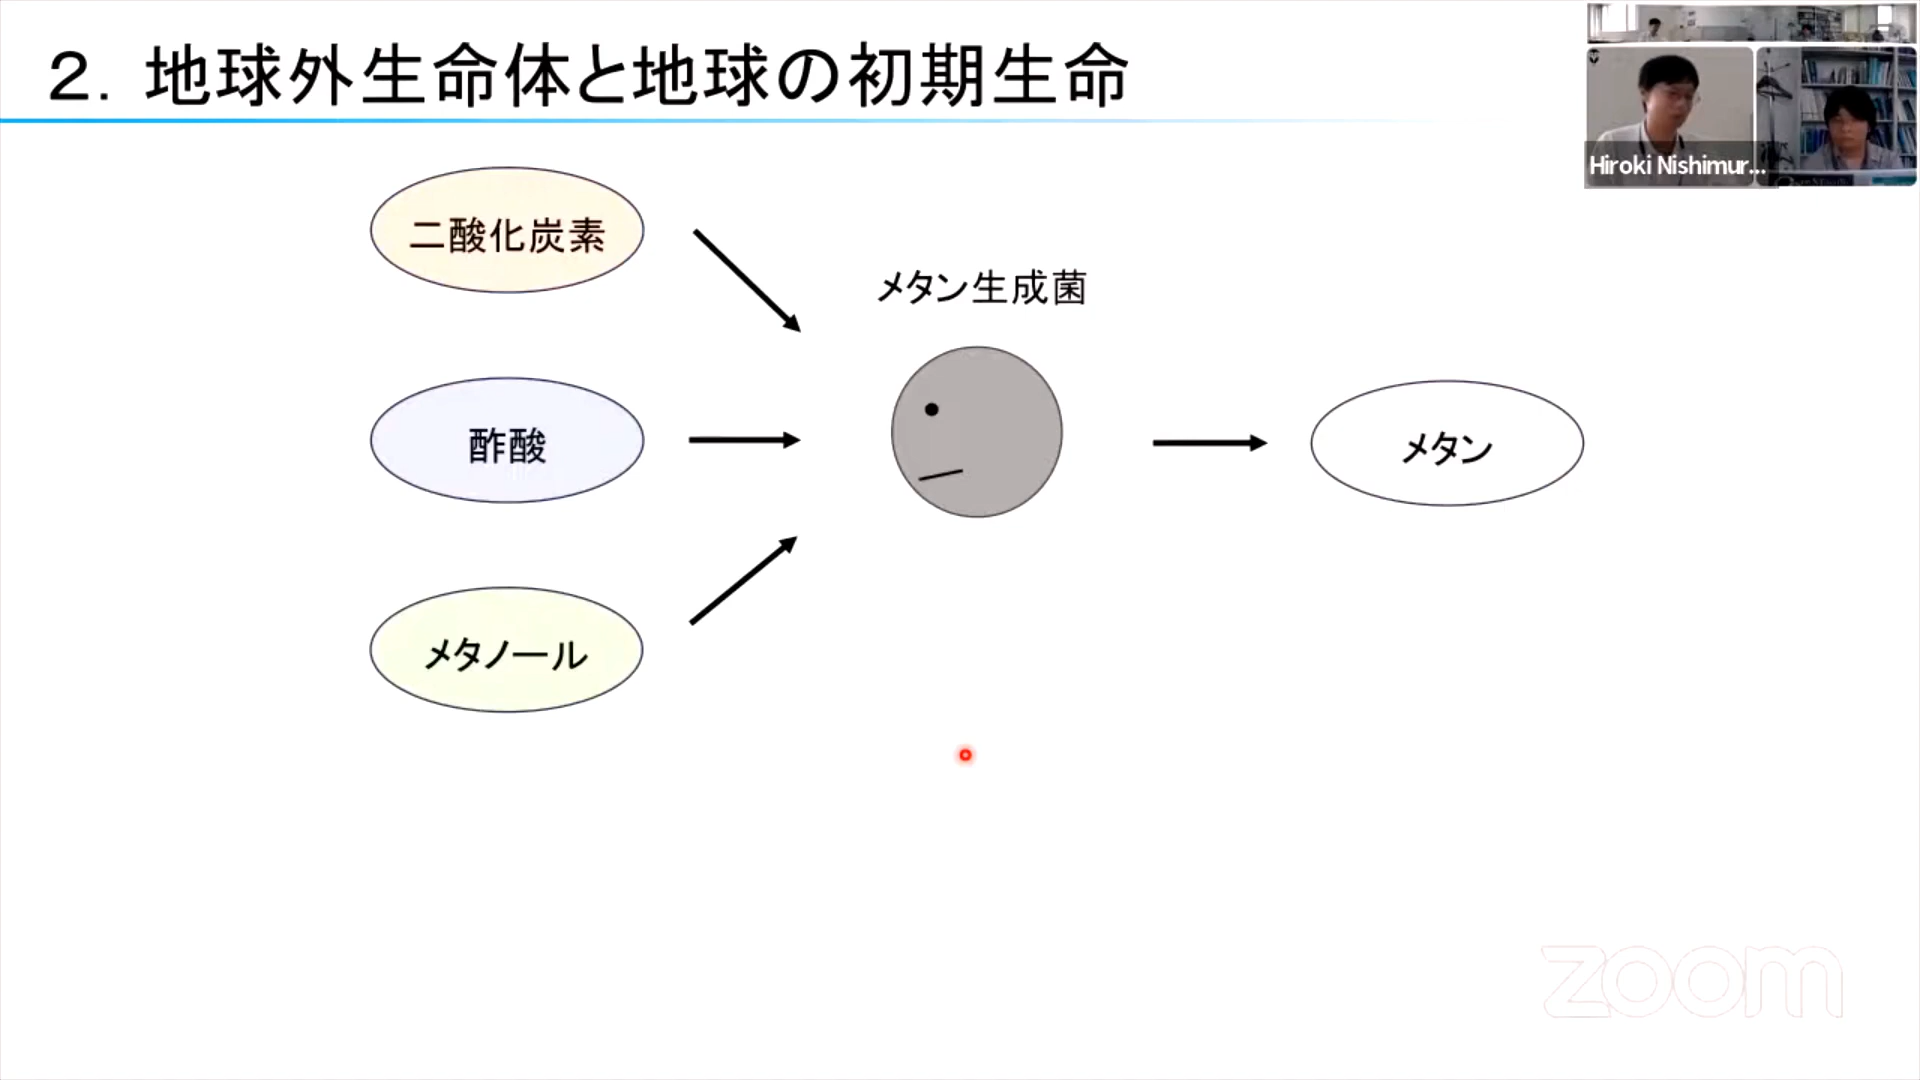 ２．地球外生命体と地球の初期生命
Hiroki Nishimur...
二酸化炭素
メタン生成菌
酢酸
メタン
メタノール
zoom